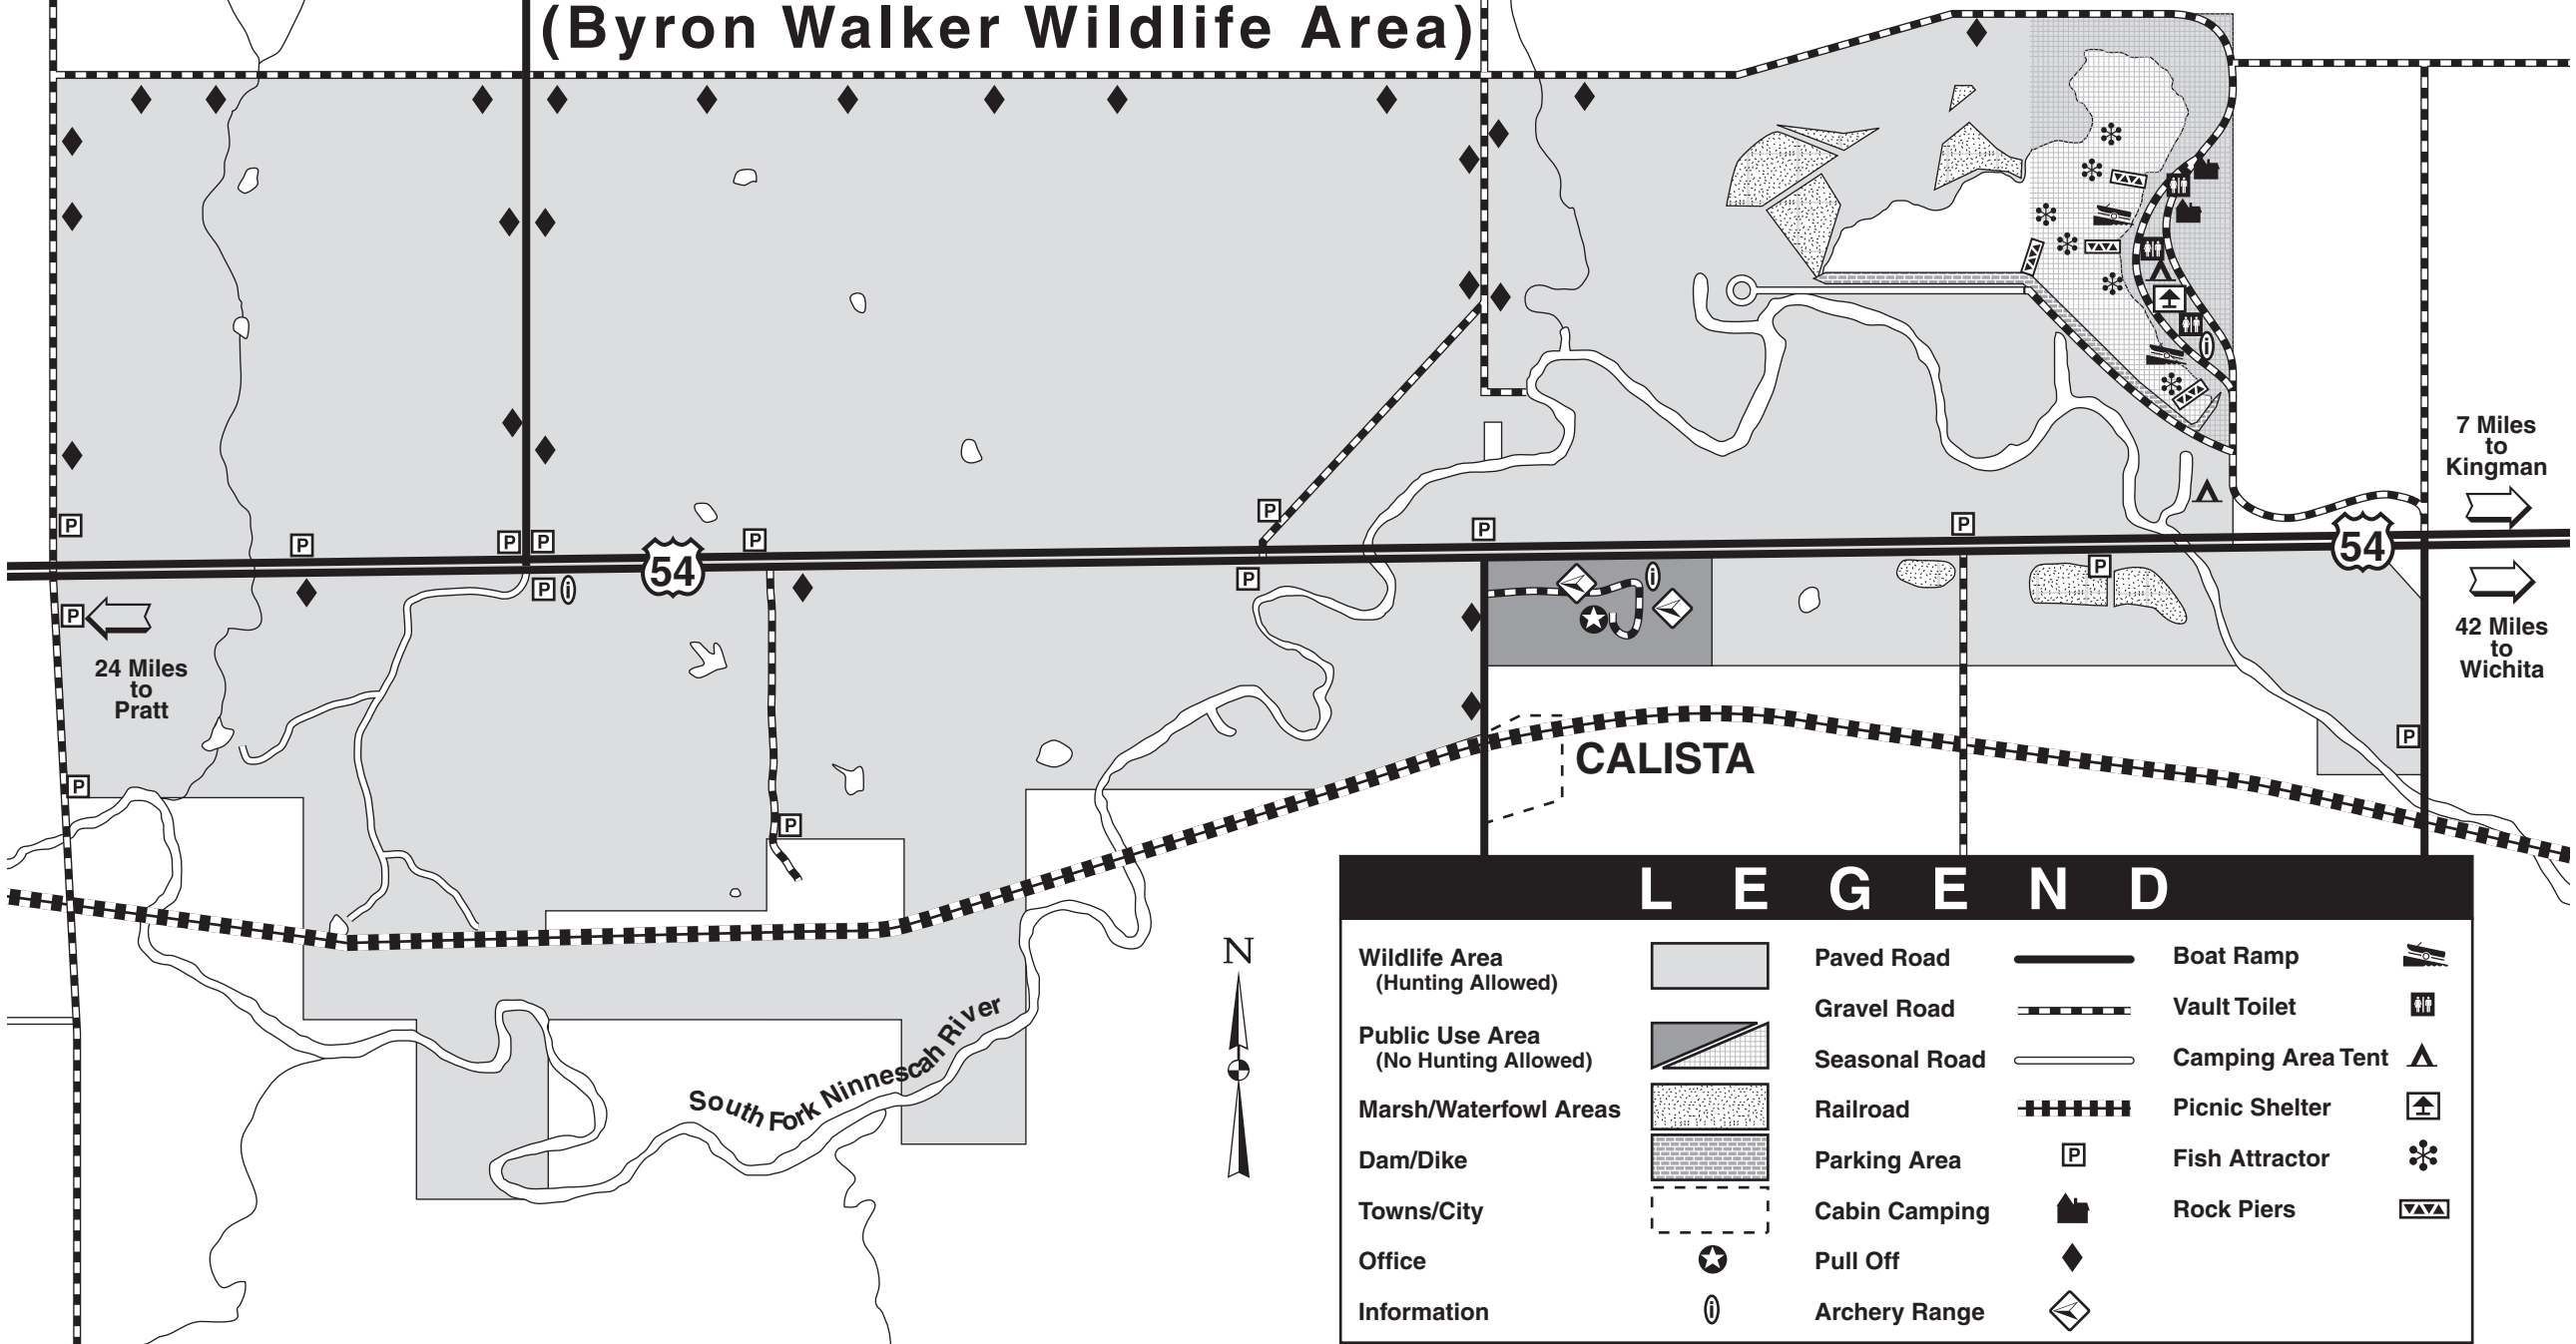 (Byron Walker Wildlife Area)
7 Miles
to
Kingman
P
P
P
P
P
P
P
P
54
54
P
P
P
P
i
i
i
24 Miles
to
Pratt
42 Miles
to
Wichita
P
P
P
CALISTA
N
South Fork Ninnescah River
LEGEND
Wildlife Area
(Hunting Allowed)
Public Use Area
(No Hunting Allowed)
Marsh/Waterfowl Areas
Dam/Dike
Towns/City
Office
Information
i
Paved Road
Gravel Road
Seasonal Road
Railroad
Parking Area
P
Cabin Camping
Pull Off
Archery Range
Boat Ramp
Vault Toilet
Camping Area Tent
Picnic Shelter
Fish Attractor
Rock Piers